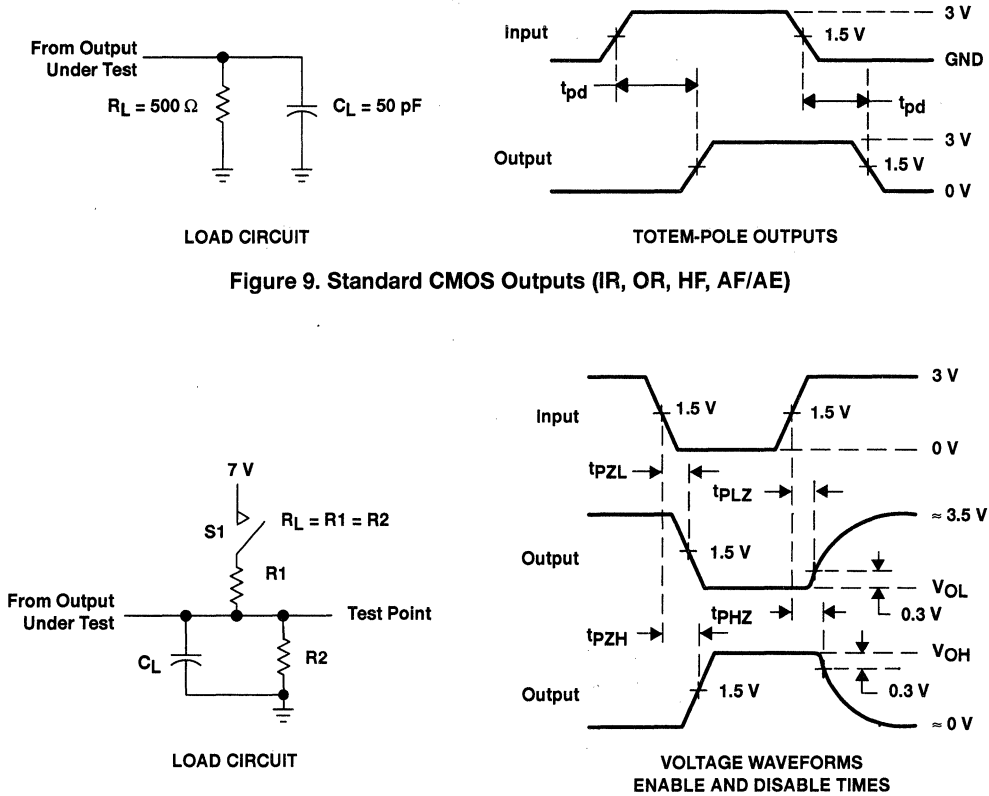 From Output
Under Test
R_L = 500 Ω
C_L = 50 pF
LOAD CIRCUIT
Input
3 V
1.5 V
GND
t_pd
t_pd
3 V
Output
1.5 V
0 V
TOTEM-POLE OUTPUTS
Figure 9. Standard CMOS Outputs (IR, OR, HF, AF/AE)
7 V
S1
R_L = R1 = R2
R1
From Output
Under Test
Test Point
C_L
R2
LOAD CIRCUIT
3 V
Input
1.5 V
1.5 V
0 V
t_PZL
t_PLZ
≈ 3.5 V
Output
1.5 V
V_OL
0.3 V
t_PHZ
t_PZH
V_OH
Output
1.5 V
0.3 V
≈ 0 V
VOLTAGE WAVEFORMS
ENABLE AND DISABLE TIMES